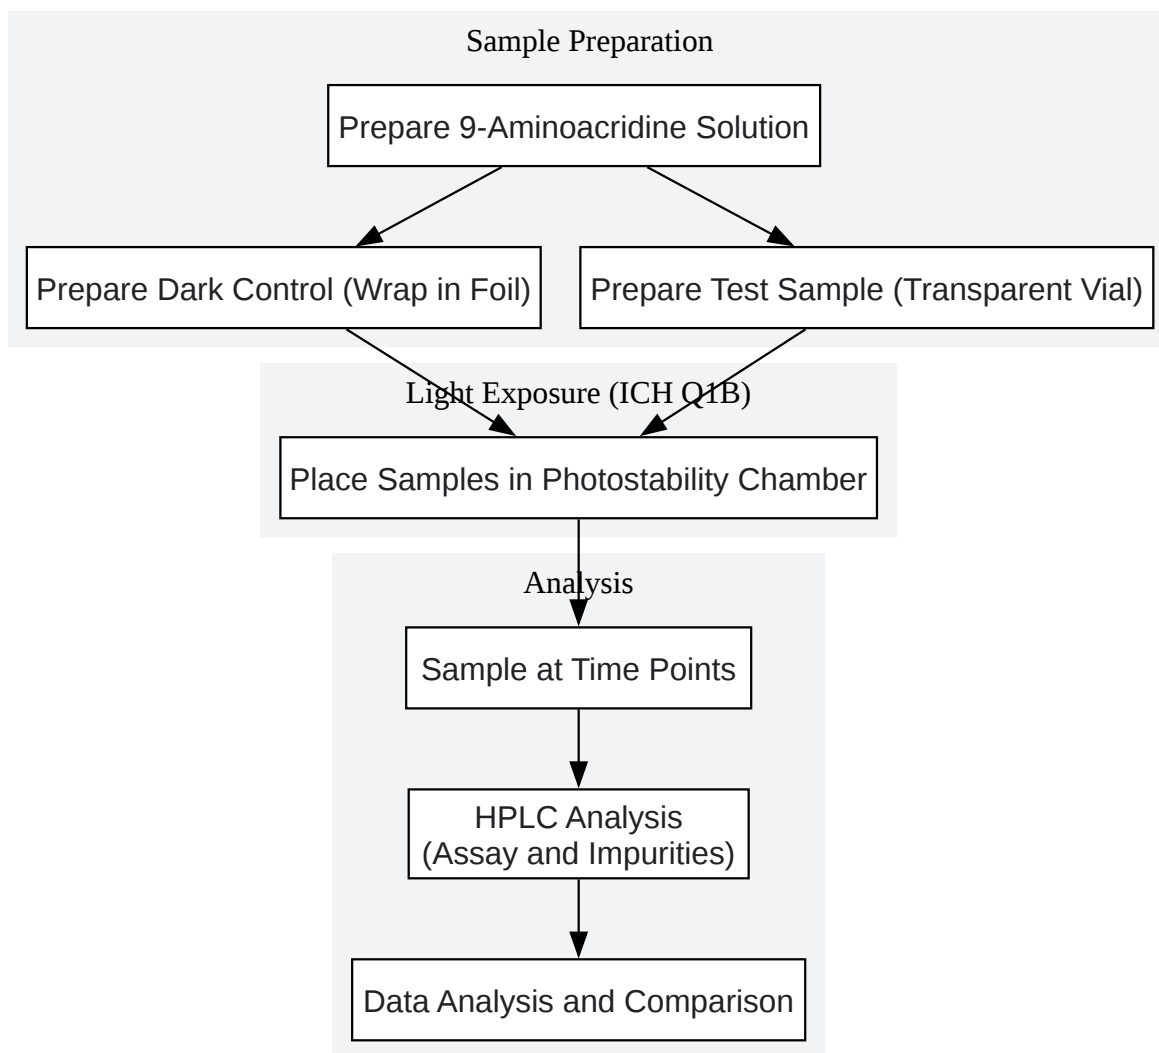 Sample Preparation
Prepare 9-Aminoacridine Solution
Prepare Dark Control (Wrap in Foil)
Prepare Test Sample (Transparent Vial)
Light Exposure (ICH Q1B)
Place Samples in Photostability Chamber
Analysis
Sample at Time Points
HPLC Analysis
(Assay and Impurities)
Data Analysis and Comparison